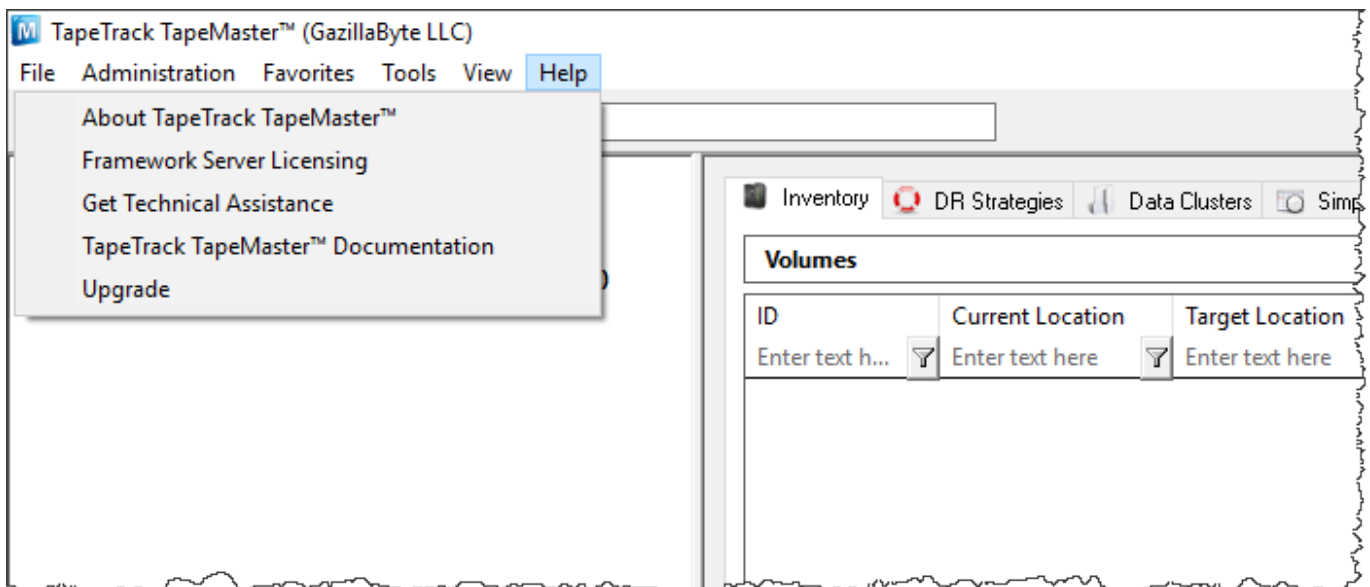 TapeTrack TapeMaster™ (GazillaByte LLC)
File Administration Favorites Tools View Help
About TapeTrack TapeMaster™
Framework Server Licensing
Get Technical Assistance
TapeTrack TapeMaster™ Documentation
Upgrade
Inventory DR Strategies Data Clusters
Volumes
ID Current Location Target Location
Enter text h... Enter text here Enter text here